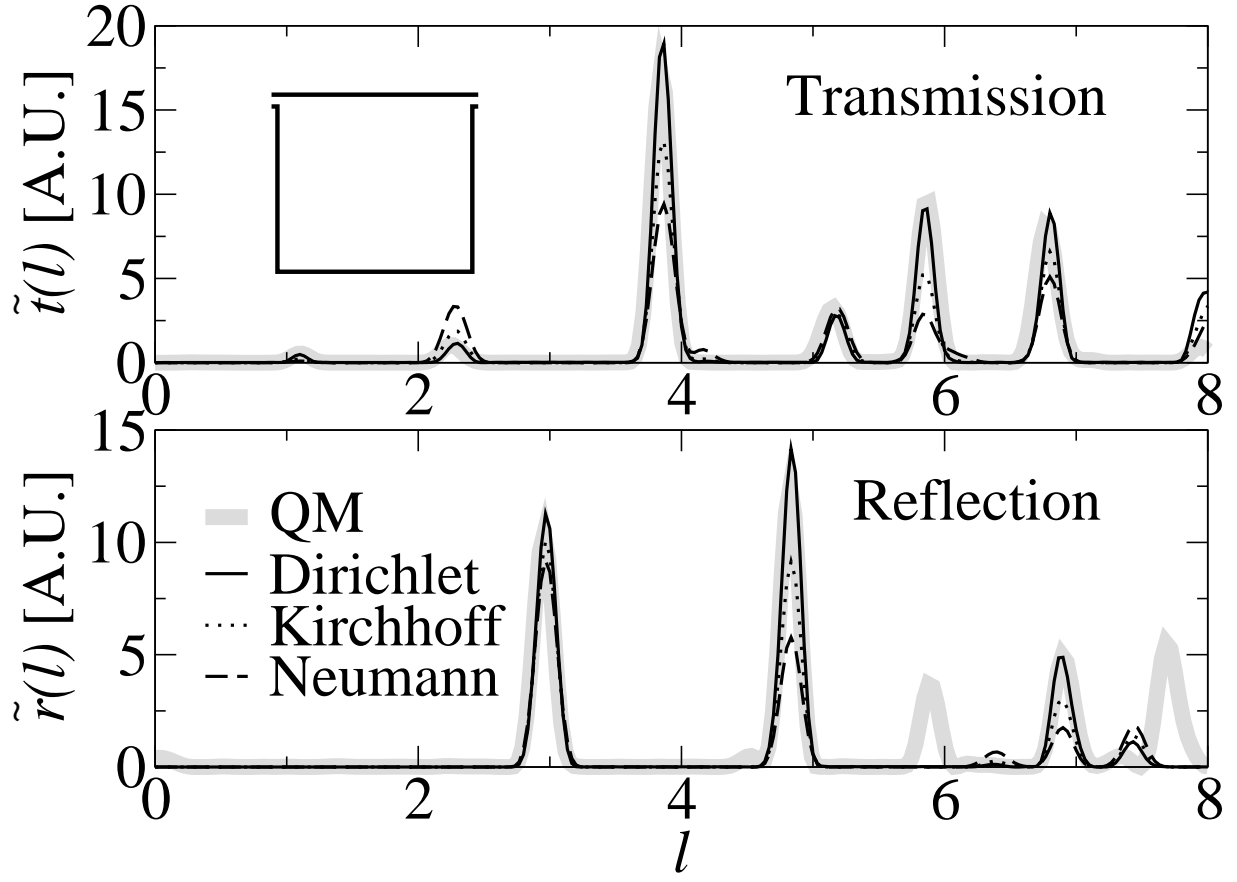 20
15
10
5
0
t̃(l) [A.U.]
Transmission
0 2 4 6 8
15
10
5
0
r̃(l) [A.U.]
Reflection
QM
Dirichlet
Kirchhoff
Neumann
0 2 4 6 8
l